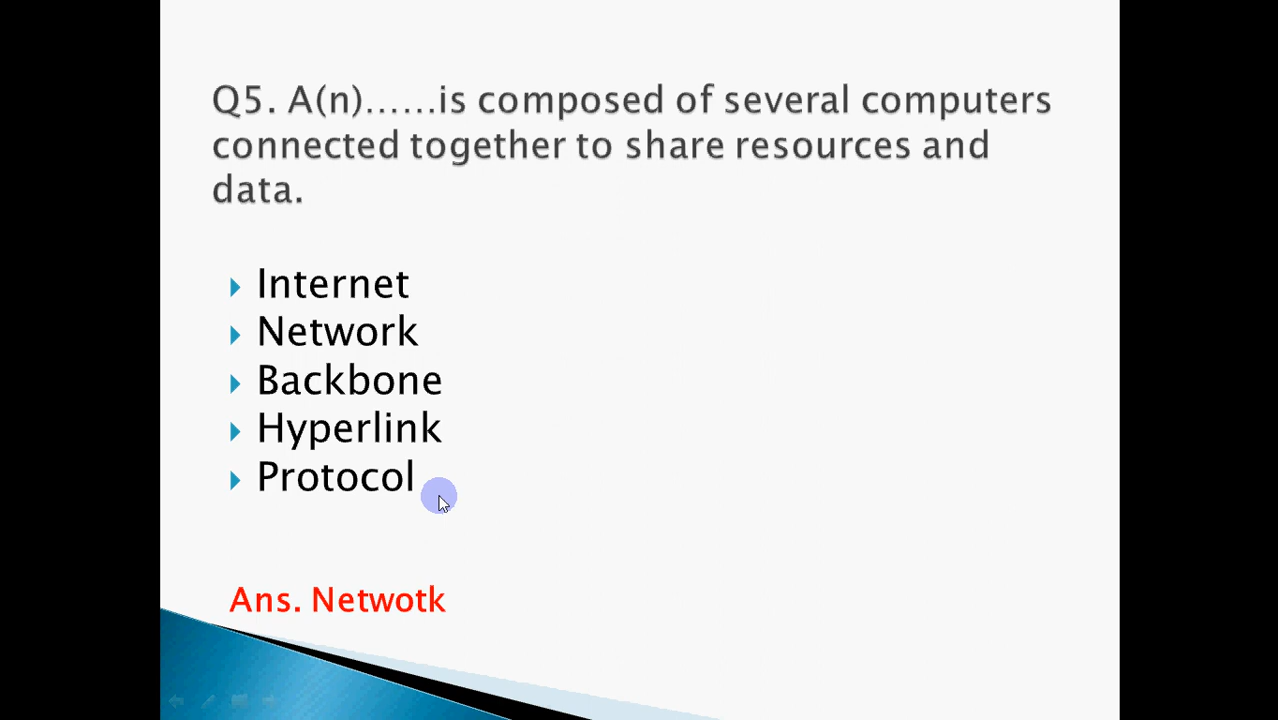 Q5. A(n)......is composed of several computers
connected together to share resources and
data.
Internet
Network
Backbone
Hyperlink
Protocol
Ans. Netwotk